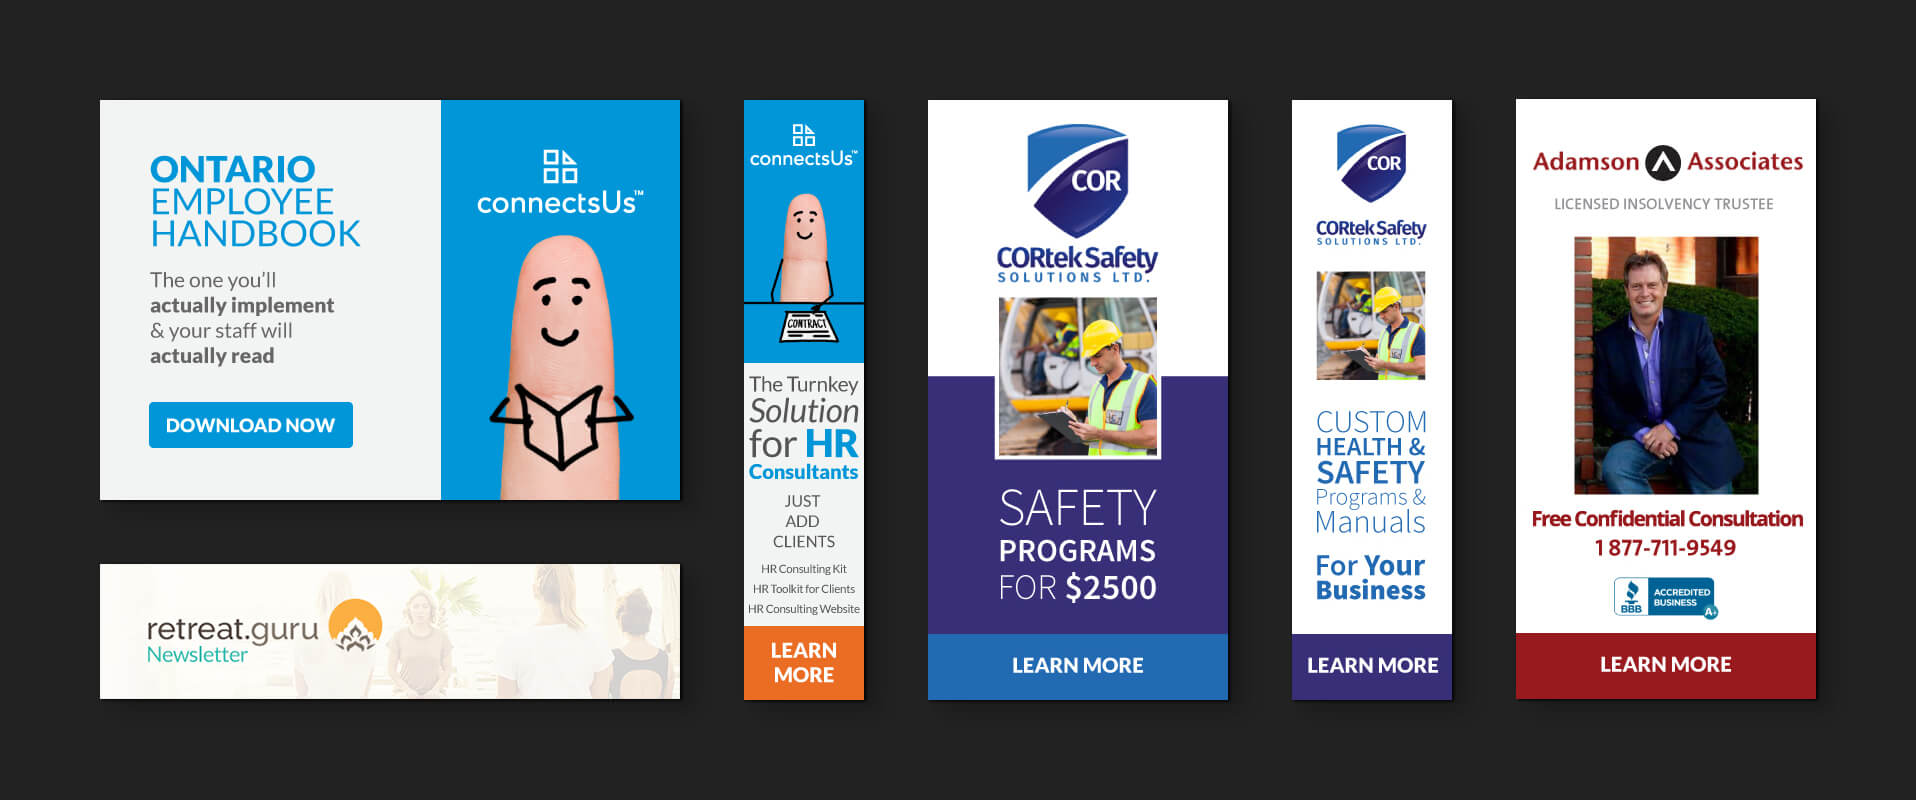 ONTARIO
EMPLOYEE
HANDBOOK
The one you'll
actually implement
& your staff will
actually read
DOWNLOAD NOW
connectsUs™
retreat.guru
Newsletter
connectsUs™
CONTRACT
The Turnkey
Solution
for HR
Consultants
JUST
ADD
CLIENTS
HR Consulting Kit
HR Toolkit for Clients
HR Consulting Website
LEARN
MORE
COR
CORtek Safety
SOLUTIONS LTD.
SAFETY
PROGRAMS
FOR $2500
LEARN MORE
COR
CORtek Safety
SOLUTIONS LTD.
CUSTOM
HEALTH &
SAFETY
Programs &
Manuals
For Your
Business
LEARN MORE
Adamson Associates
LICENSED INSOLVENCY TRUSTEE
Free Confidential Consultation
1 877-711-9549
BBB
ACCREDITED
BUSINESS
A+
LEARN MORE